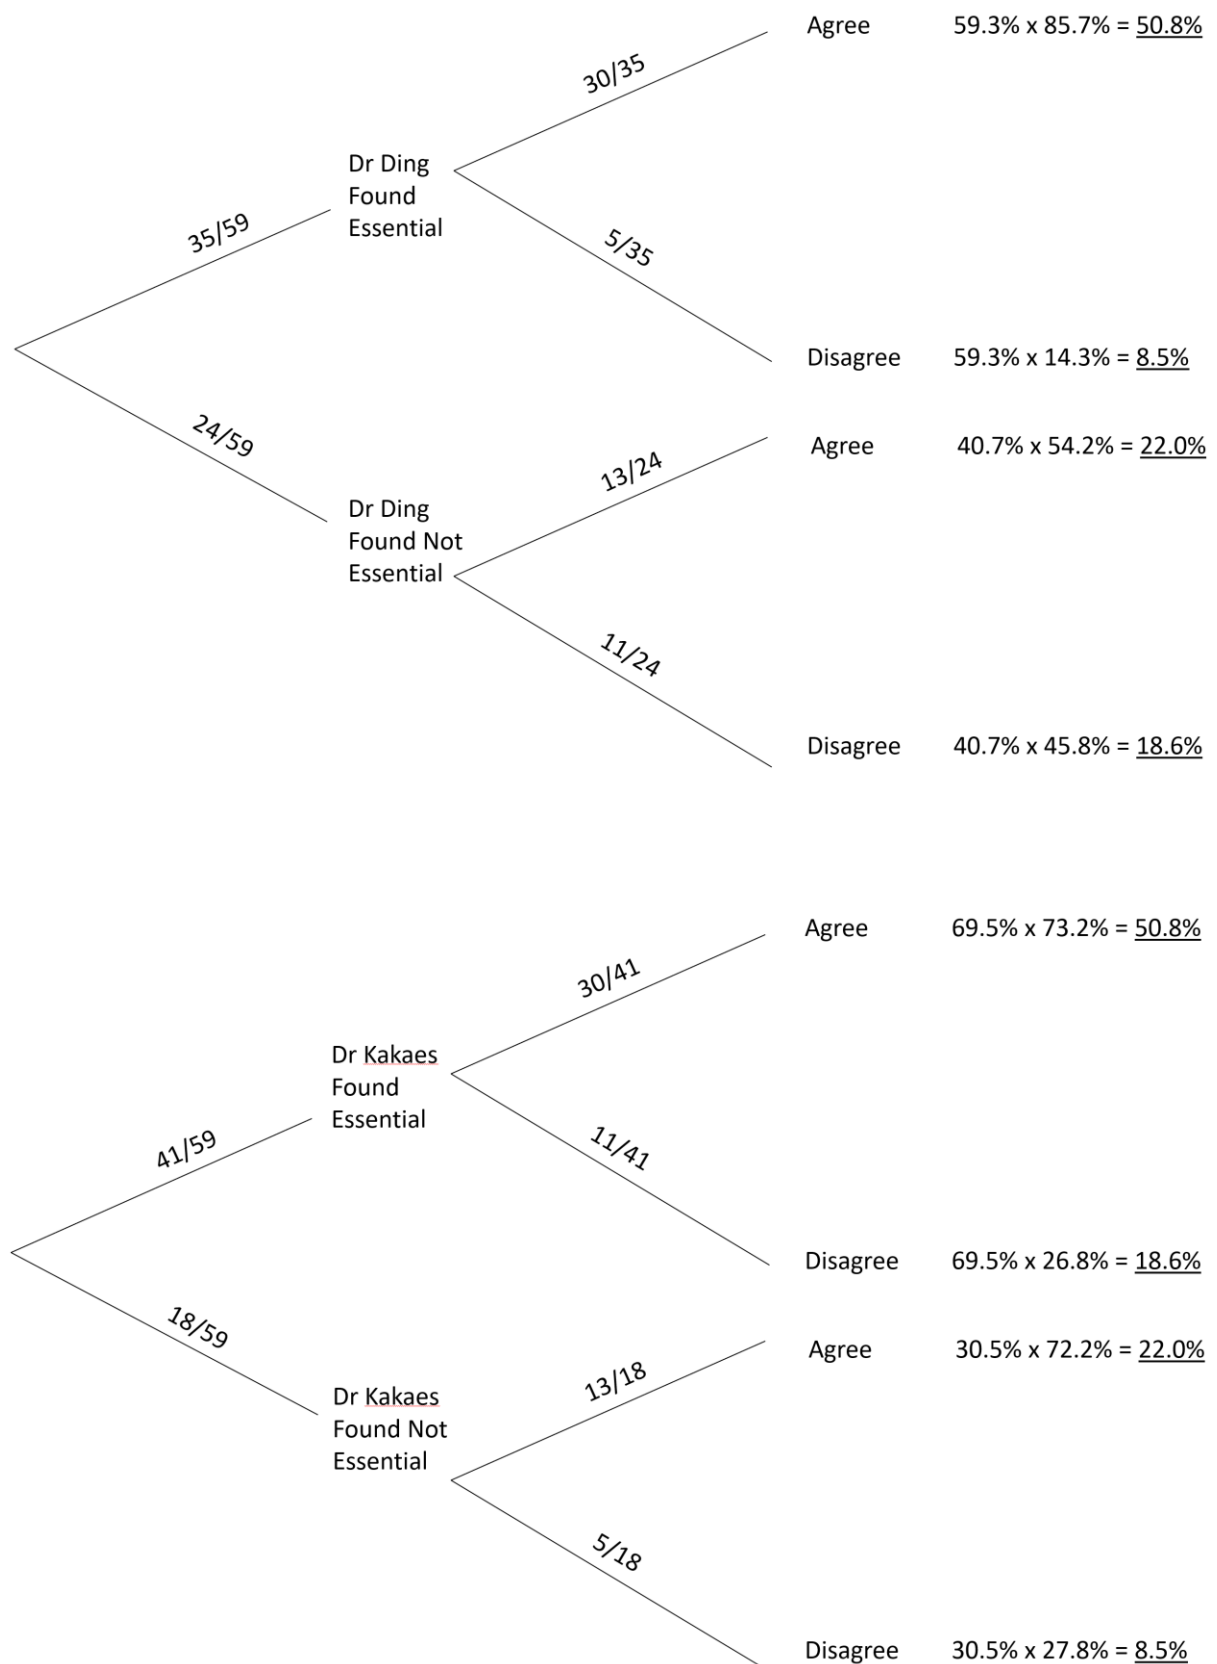 Agree 59.3% x 85.7% = 50.8%
30/35
Dr Ding
Found
Essential
35/59
5/35
Disagree 59.3% x 14.3% = 8.5%
24/59
Agree 40.7% x 54.2% = 22.0%
13/24
Dr Ding
Found Not
Essential
11/24
Disagree 40.7% x 45.8% = 18.6%
Agree 69.5% x 73.2% = 50.8%
30/41
Dr Kakaes
Found
Essential
41/59
11/41
Disagree 69.5% x 26.8% = 18.6%
18/59
Agree 30.5% x 72.2% = 22.0%
13/18
Dr Kakaes
Found Not
Essential
5/18
Disagree 30.5% x 27.8% = 8.5%